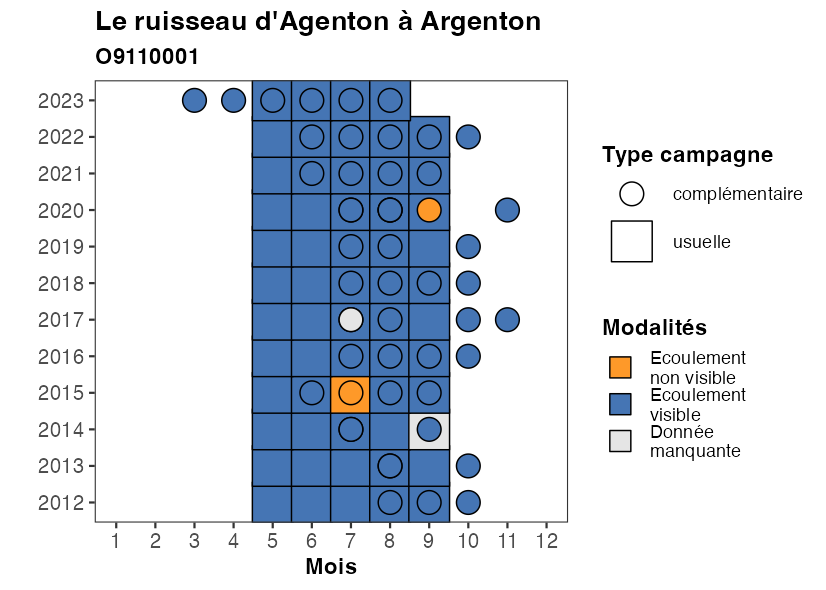 Le ruisseau d'Agenton à Argenton
O9110001
2023
2022
2021
2020
2019
2018
2017
2016
2015
2014
2013
2012
1 2 3 4 5 6 7 8 9 10 11 12
Mois
Type campagne
complémentaire
usuelle
Modalités
Ecoulement
non visible
Ecoulement
visible
Donnée
manquante